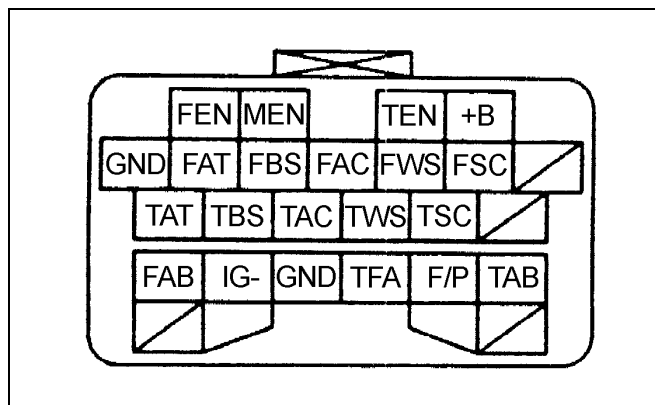 FEN MEN TEN +B
GND FAT FBS FAC FWS FSC
TAT TBS TAC TWS TSC
FAB IG- GND TFA F/P TAB